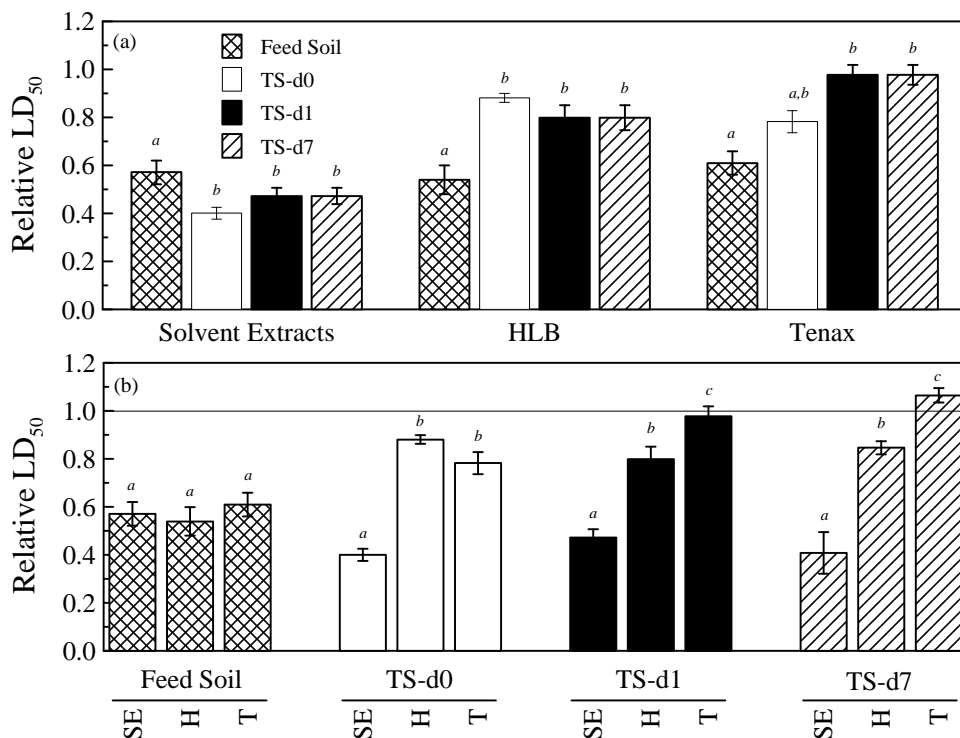 (a)
Relative LD50
1.2
1.0
0.8
0.6
0.4
0.2
0.0
Feed Soil
TS-d0
TS-d1
TS-d7
a b b b
a b b b
a a,b b b
Solvent Extracts HLB Tenax
(b)
Relative LD50
1.2
1.0
0.8
0.6
0.4
0.2
0.0
a a a
a b b
a b c
a b c
Feed Soil TS-d0 TS-d1 TS-d7
SE H T SE H T SE H T SE H T